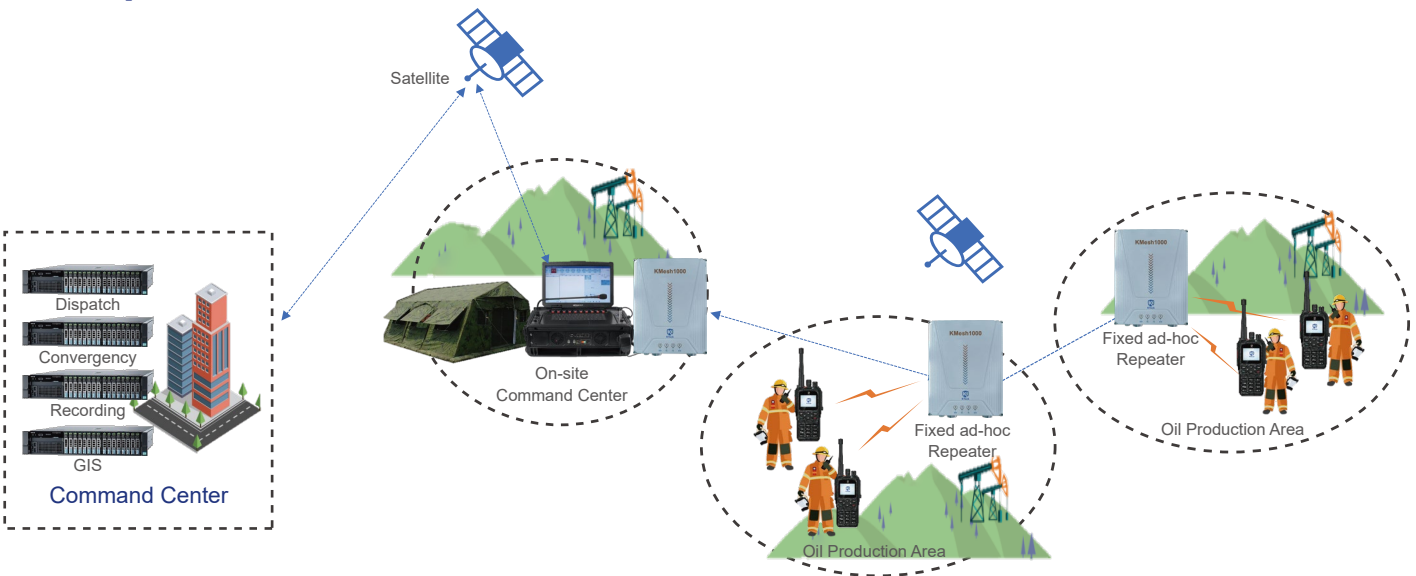 Satellite
Dispatch
Convergency
Recording
GIS
Command Center
KMesh1000
On-site
Command Center
KMesh1000
Fixed ad-hoc
Repeater
Oil Production Area
KMesh1000
Fixed ad-hoc
Repeater
Oil Production Area